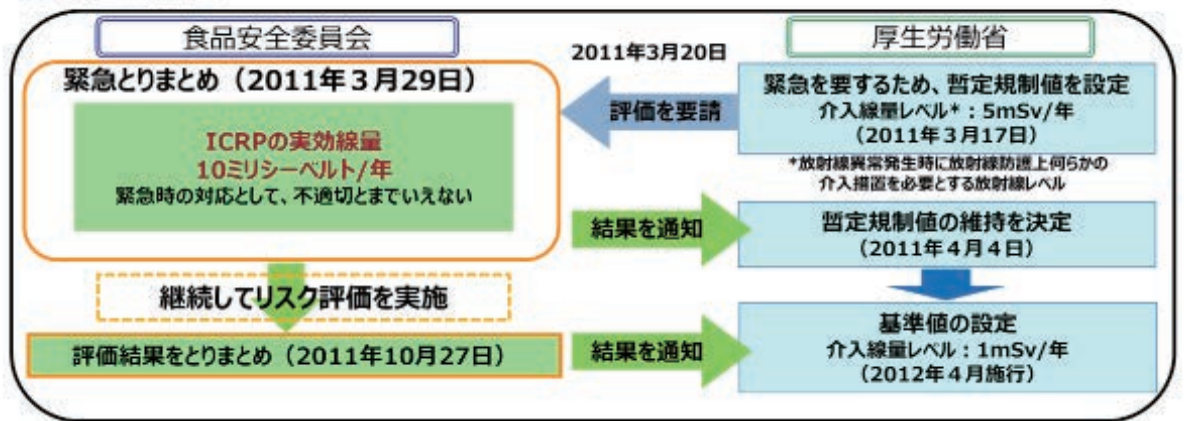 食品安全委員会
緊急とりまとめ（2011年３月29日）
ICRPの実効線量
10ミリシーベルト/年
緊急時の対応として、不適切とまでいえない
継続してリスク評価を実施
評価結果をとりまとめ（2011年10月27日）
2011年3月20日
評価を要請
結果を通知
結果を通知
厚生労働省
緊急を要するため、暫定規制値を設定
介入線量レベル*：5mSv/年
（2011年３月17日）
*放射線異常発生時に放射線防護上何らかの
介入措置を必要とする放射線レベル
暫定規制値の維持を決定
（2011年４月４日）
基準値の設定
介入線量レベル：1mSv/年
（2012年４月施行）